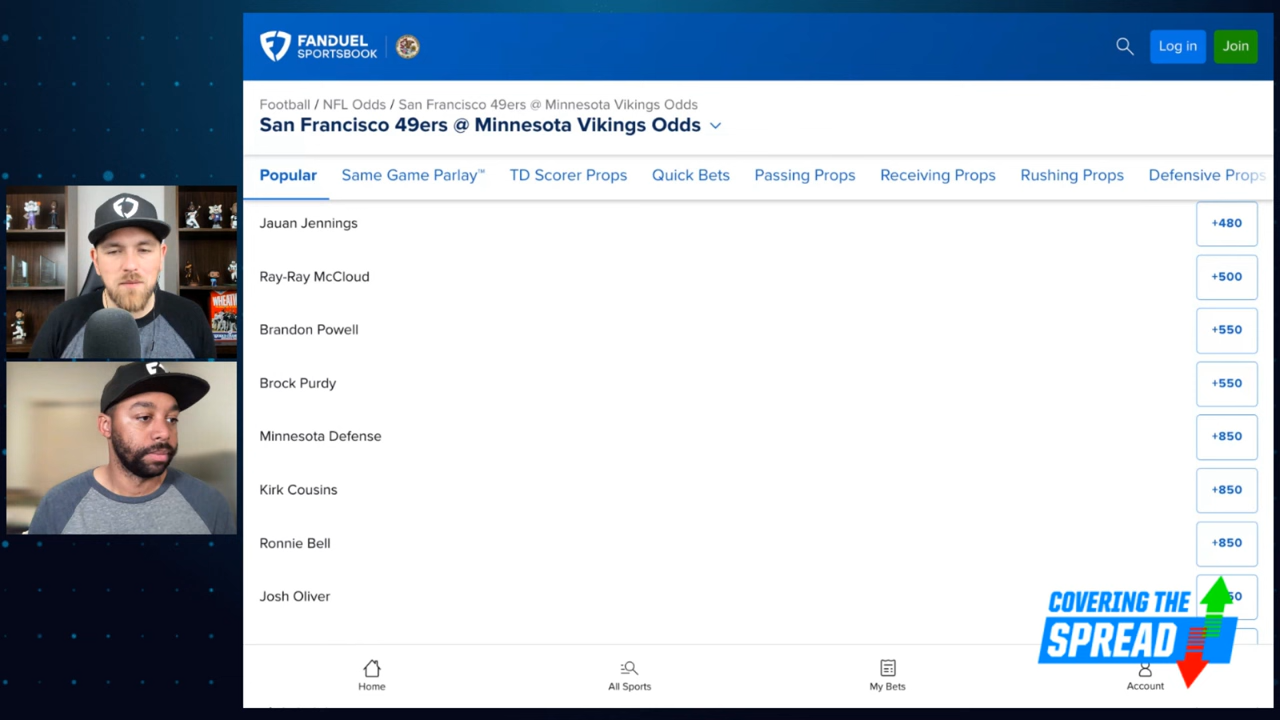 FANDUEL
SPORTSBOOK
Log in
Join
Football / NFL Odds / San Francisco 49ers @ Minnesota Vikings Odds
San Francisco 49ers @ Minnesota Vikings Odds
Popular Same Game Parlay™ TD Scorer Props Quick Bets Passing Props Receiving Props Rushing Props Defensive Props
Jauan Jennings +480
Ray-Ray McCloud +500
Brandon Powell +550
Brock Purdy +550
Minnesota Defense +850
Kirk Cousins +850
Ronnie Bell +850
Josh Oliver
COVERING THE
SPREAD
Home All Sports My Bets Account